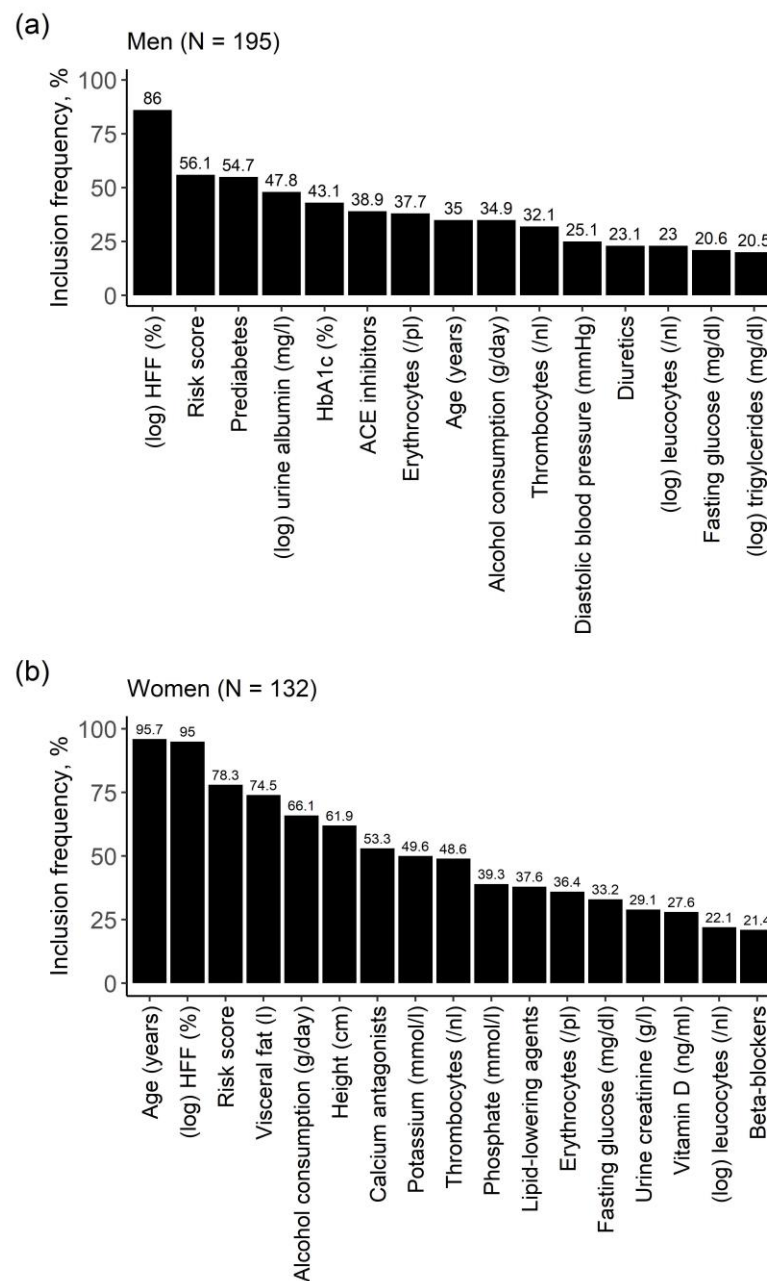 (a)
Men (N = 195)
Inclusion frequency, %
100
75
50
25
0
86
56.1
54.7
47.8
43.1
38.9
37.7
35
34.9
32.1
25.1
23.1
23
20.6
20.5
(log) HFF (%)
Risk score
Prediabetes
(log) urine albumin (mg/l)
HbA1c (%)
ACE inhibitors
Erythrocytes (/pl)
Age (years)
Alcohol consumption (g/day)
Thrombocytes (/nl)
Diastolic blood pressure (mmHg)
Diuretics
(log) leucocytes (/nl)
Fasting glucose (mg/dl)
(log) trigylcerides (mg/dl)
(b)
Women (N = 132)
Inclusion frequency, %
100
75
50
25
0
95.7
95
78.3
74.5
66.1
61.9
53.3
49.6
48.6
39.3
37.6
36.4
33.2
29.1
27.6
22.1
21.4
Age (years)
(log) HFF (%)
Risk score
Visceral fat (l)
Alcohol consumption (g/day)
Height (cm)
Calcium antagonists
Potassium (mmol/l)
Thrombocytes (/nl)
Phosphate (mmol/l)
Lipid-lowering agents
Erythrocytes (/pl)
Fasting glucose (mg/dl)
Urine creatinine (g/l)
Vitamin D (ng/ml)
(log) leucocytes (/nl)
Beta-blockers